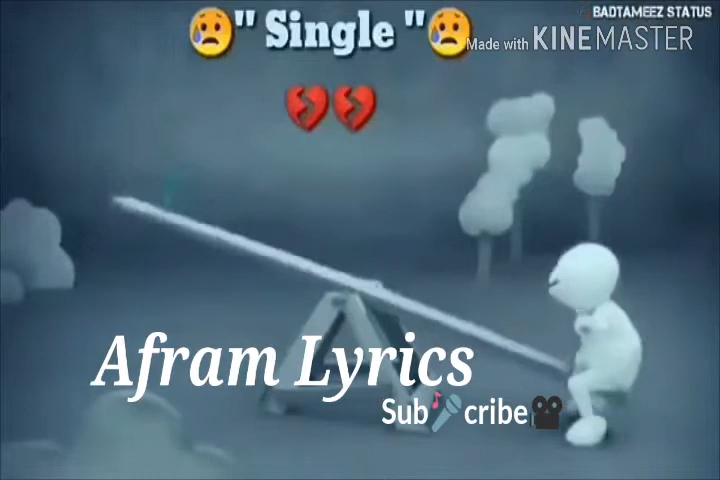 BADTAMEEZ STATUS
😥" Single "😥
Made with KINEMASTER
💔💔
Afram Lyrics
Sub🎤cribe🎥